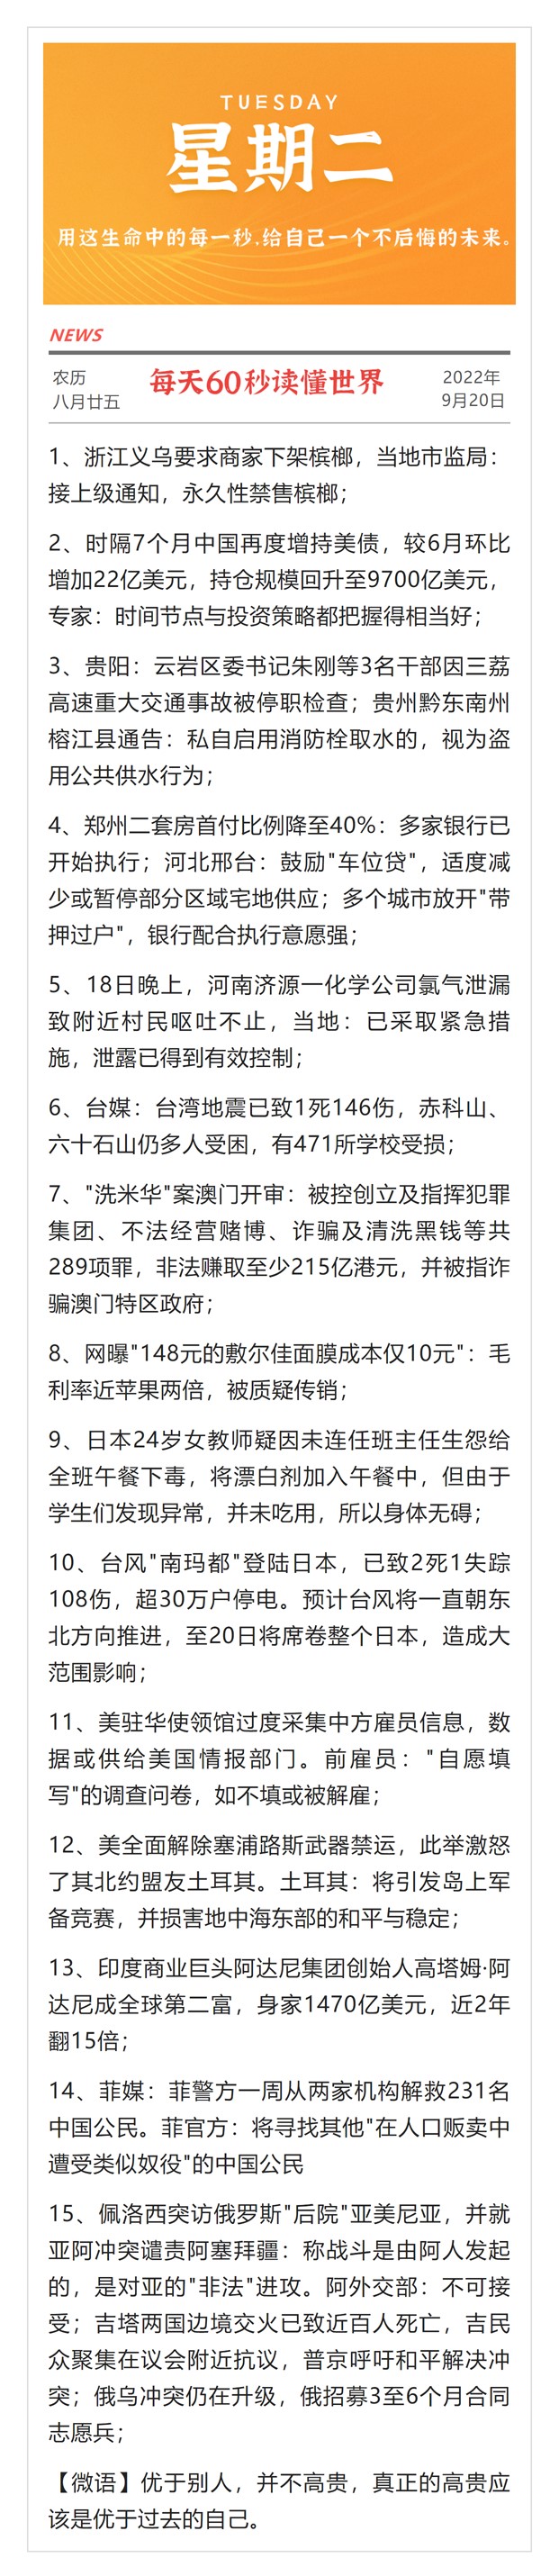 TUESDAY
星期二
用这生命中的每一秒,给自己一个不后悔的未来。
NEWS
农历
八月廿五
每天60秒读懂世界
2022年
9月20日
1、浙江义乌要求商家下架槟榔，当地市监局：
接上级通知，永久性禁售槟榔；
2、时隔7个月中国再度增持美债，较6月环比
增加22亿美元，持仓规模回升至9700亿美元，
专家：时间节点与投资策略都把握得相当好；
3、贵阳：云岩区委书记朱刚等3名干部因三荔
高速重大交通事故被停职检查；贵州黔东南州
榕江县通告：私自启用消防栓取水的，视为盗
用公共供水行为；
4、郑州二套房首付比例降至40%：多家银行已
开始执行；河北邢台：鼓励"车位贷"，适度减
少或暂停部分区域宅地供应；多个城市放开"带
押过户"，银行配合执行意愿强；
5、18日晚上，河南济源一化学公司氯气泄漏
致附近村民呕吐不止，当地：已采取紧急措
施，泄露已得到有效控制；
6、台媒：台湾地震已致1死146伤，赤科山、
六十石山仍多人受困，有471所学校受损；
7、"洗米华"案澳门开审：被控创立及指挥犯罪
集团、不法经营赌博、诈骗及清洗黑钱等共
289项罪，非法赚取至少215亿港元，并被指诈
骗澳门特区政府；
8、网曝"148元的敷尔佳面膜成本仅10元"：毛
利率近苹果两倍，被质疑传销；
9、日本24岁女教师疑因未连任班主任生怨给
全班午餐下毒，将漂白剂加入午餐中，但由于
学生们发现异常，并未吃用，所以身体无碍；
10、台风"南玛都"登陆日本，已致2死1失踪
108伤，超30万户停电。预计台风将一直朝东
北方向推进，至20日将席卷整个日本，造成大
范围影响；
11、美驻华使领馆过度采集中方雇员信息，数
据或供给美国情报部门。前雇员："自愿填
写"的调查问卷，如不填或被解雇；
12、美全面解除塞浦路斯武器禁运，此举激怒
了其北约盟友土耳其。土耳其：将引发岛上军
备竞赛，并损害地中海东部的和平与稳定；
13、印度商业巨头阿达尼集团创始人高塔姆·阿
达尼成全球第二富，身家1470亿美元，近2年
翻15倍；
14、菲媒：菲警方一周从两家机构解救231名
中国公民。菲官方：将寻找其他"在人口贩卖中
遭受类似奴役"的中国公民
15、佩洛西突访俄罗斯"后院"亚美尼亚，并就
亚阿冲突谴责阿塞拜疆：称战斗是由阿人发起
的，是对亚的"非法"进攻。阿外交部：不可接
受；吉塔两国边境交火已致近百人死亡，吉民
众聚集在议会附近抗议，普京呼吁和平解决冲
突；俄乌冲突仍在升级，俄招募3至6个月合同
志愿兵；
【微语】优于别人，并不高贵，真正的高贵应
该是优于过去的自己。